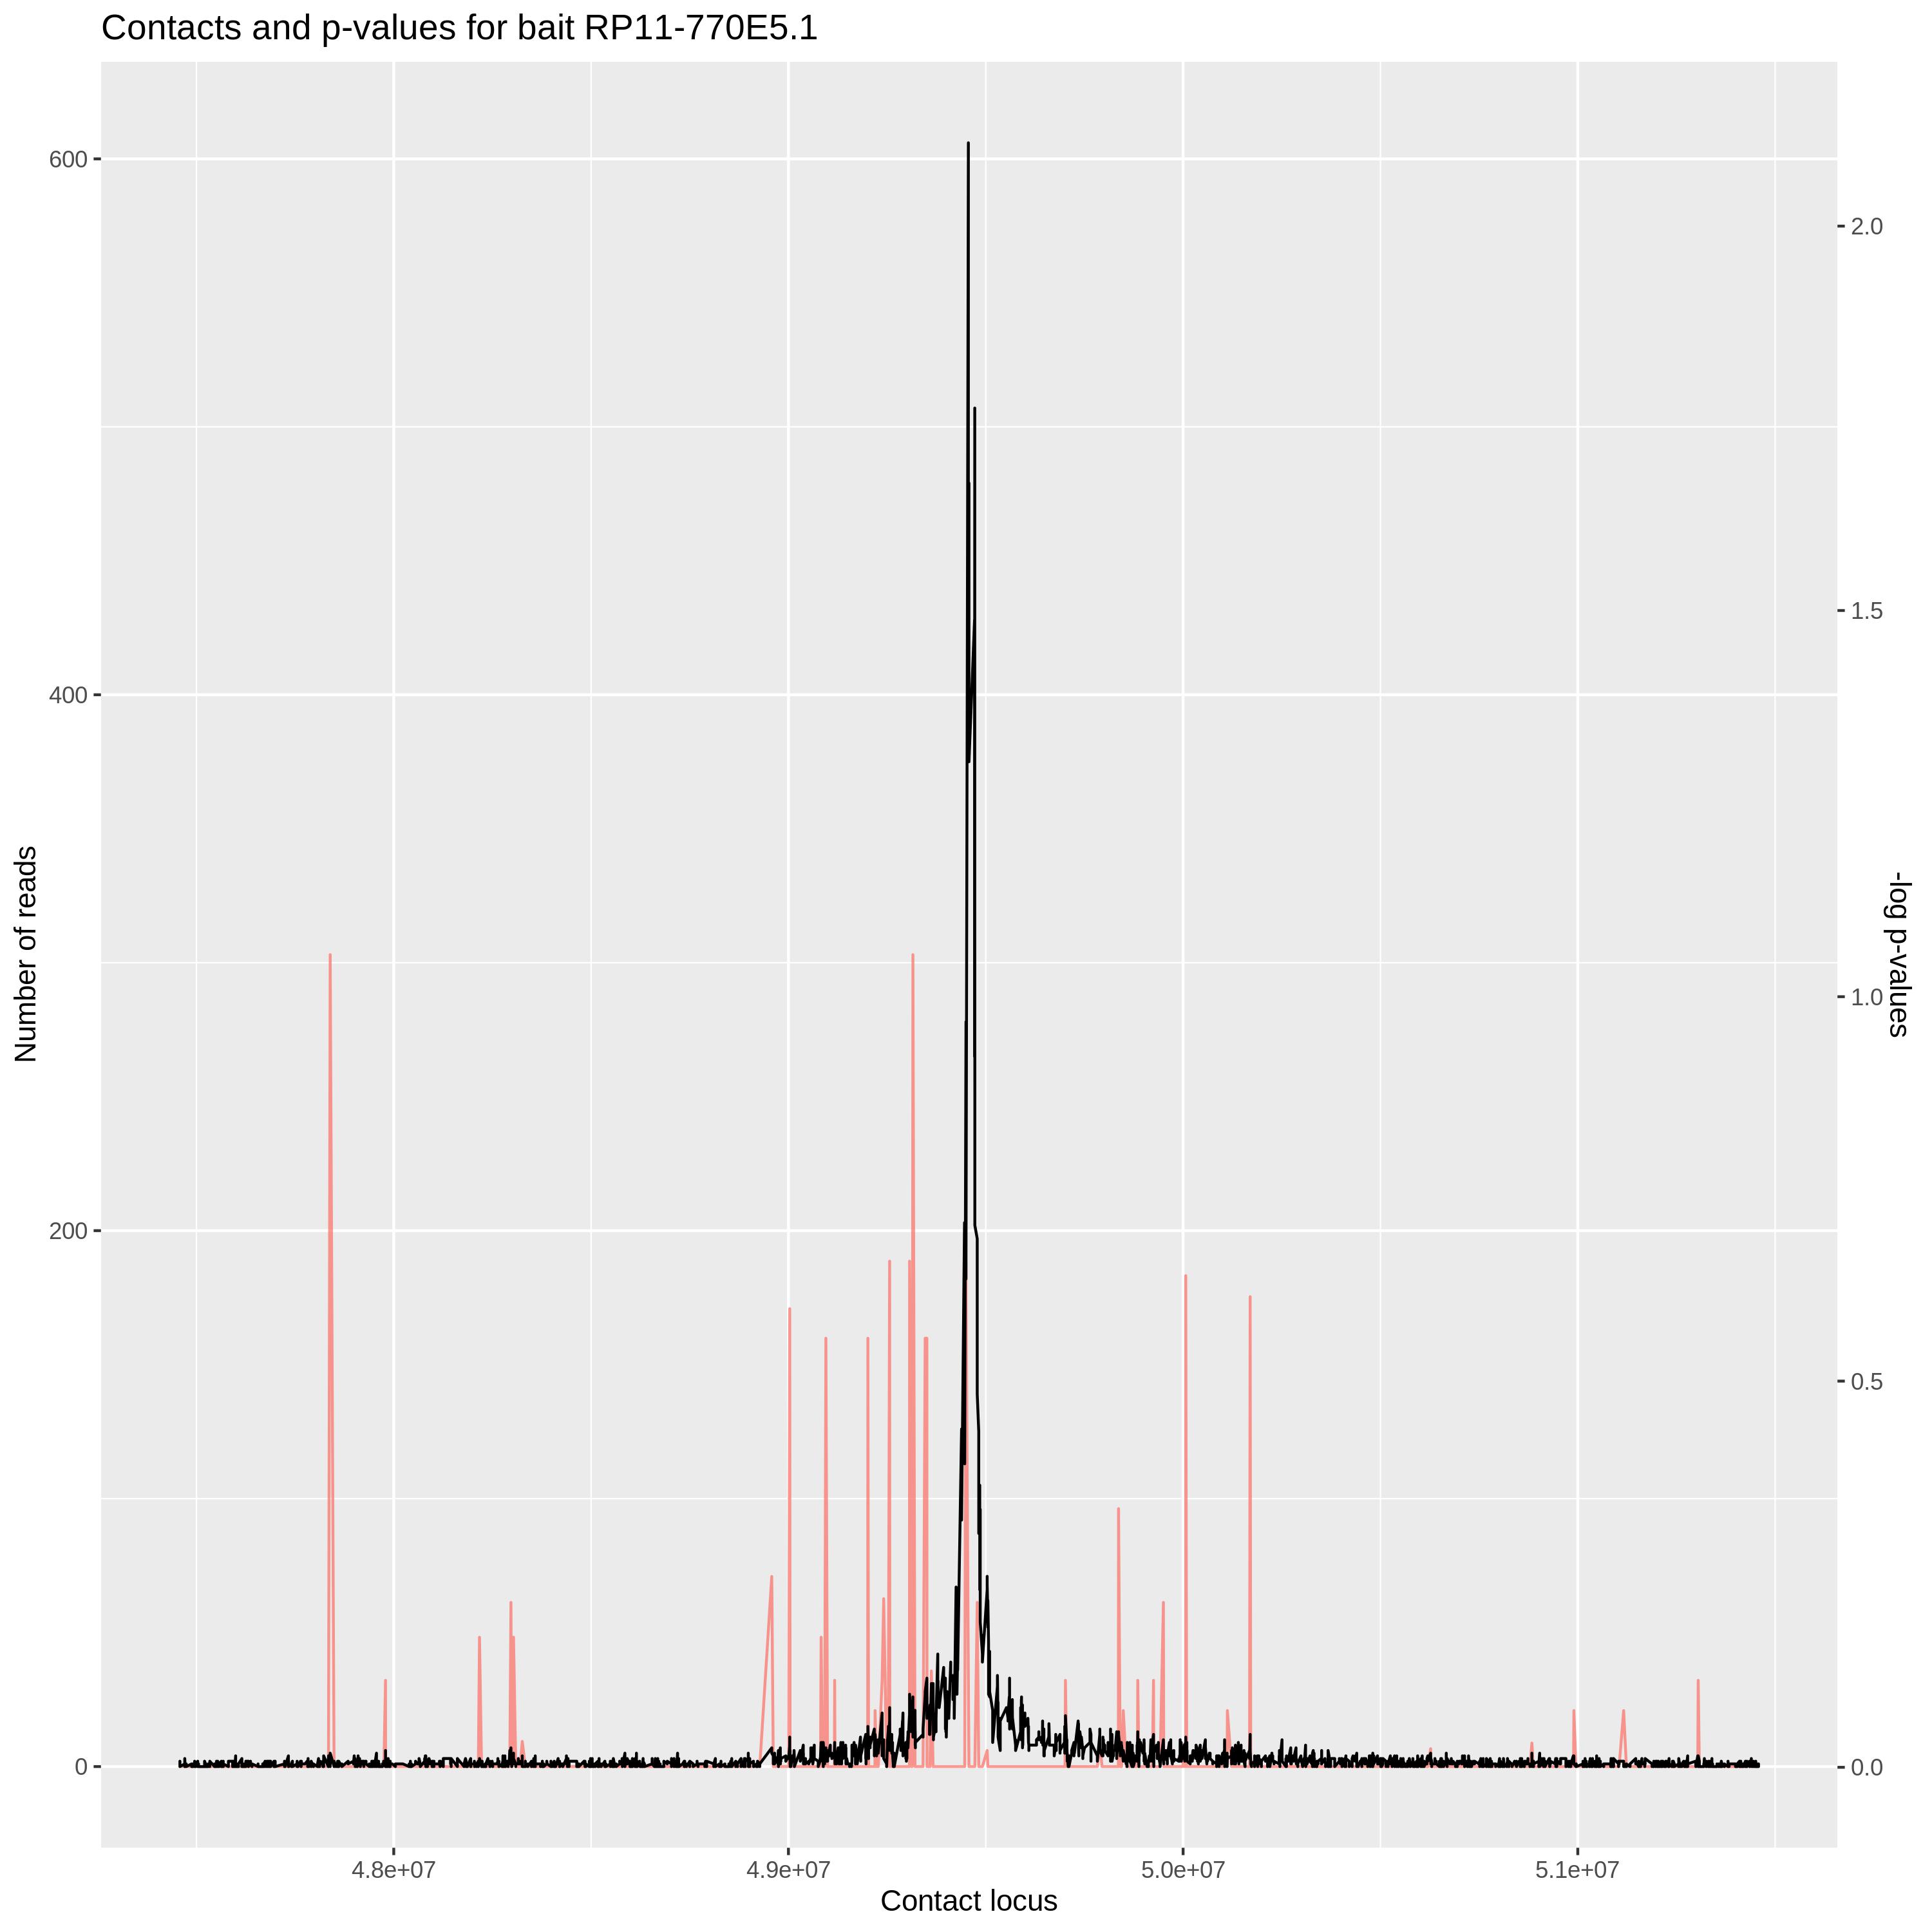 Contacts and p-values for bait RP11-770E5.1
600
400
200
0
Number of reads
2.0
1.5
1.0
0.5
0.0
-log p-values
4.8e+07
4.9e+07
5.0e+07
5.1e+07
Contact locus